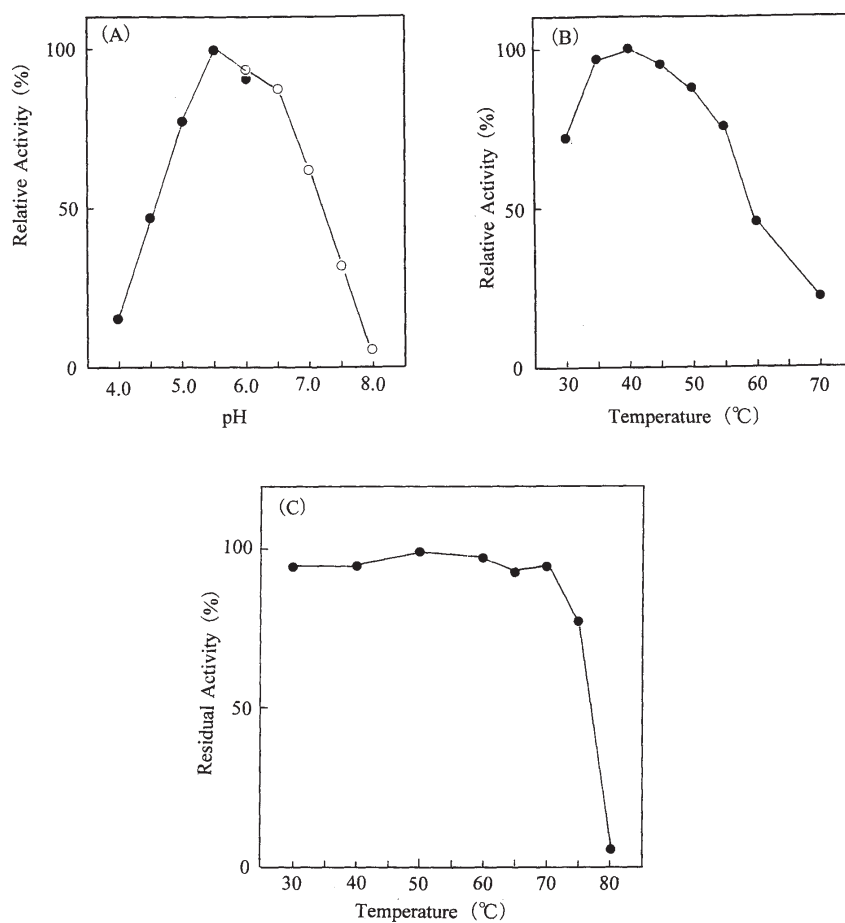 (A)
Relative Activity (%)
100
50
0
4.0 5.0 6.0 7.0 8.0
pH
(B)
Relative Activity (%)
100
50
0
30 40 50 60 70
Temperature (℃)
(C)
Residual Activity (%)
100
50
0
30 40 50 60 70 80
Temperature (℃)